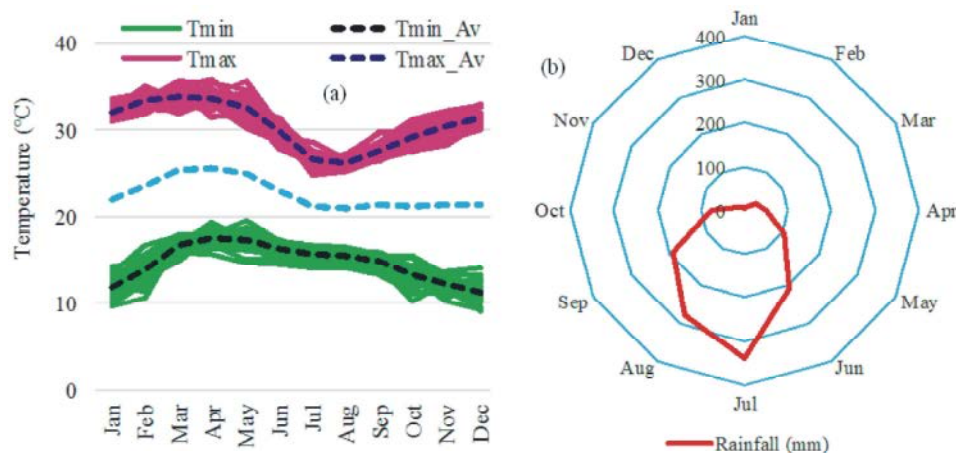 Tmin
Tmin_Av
Tmax
Tmax_Av
(a)
Temperature (°C)
40
30
20
10
0
Jan
Feb
Mar
Apr
May
Jun
Jul
Aug
Sep
Oct
Nov
Dec
(b)
Jan
Feb
Mar
Apr
May
Jun
Jul
Aug
Sep
Oct
Nov
Dec
400
300
200
100
0
Rainfall (mm)